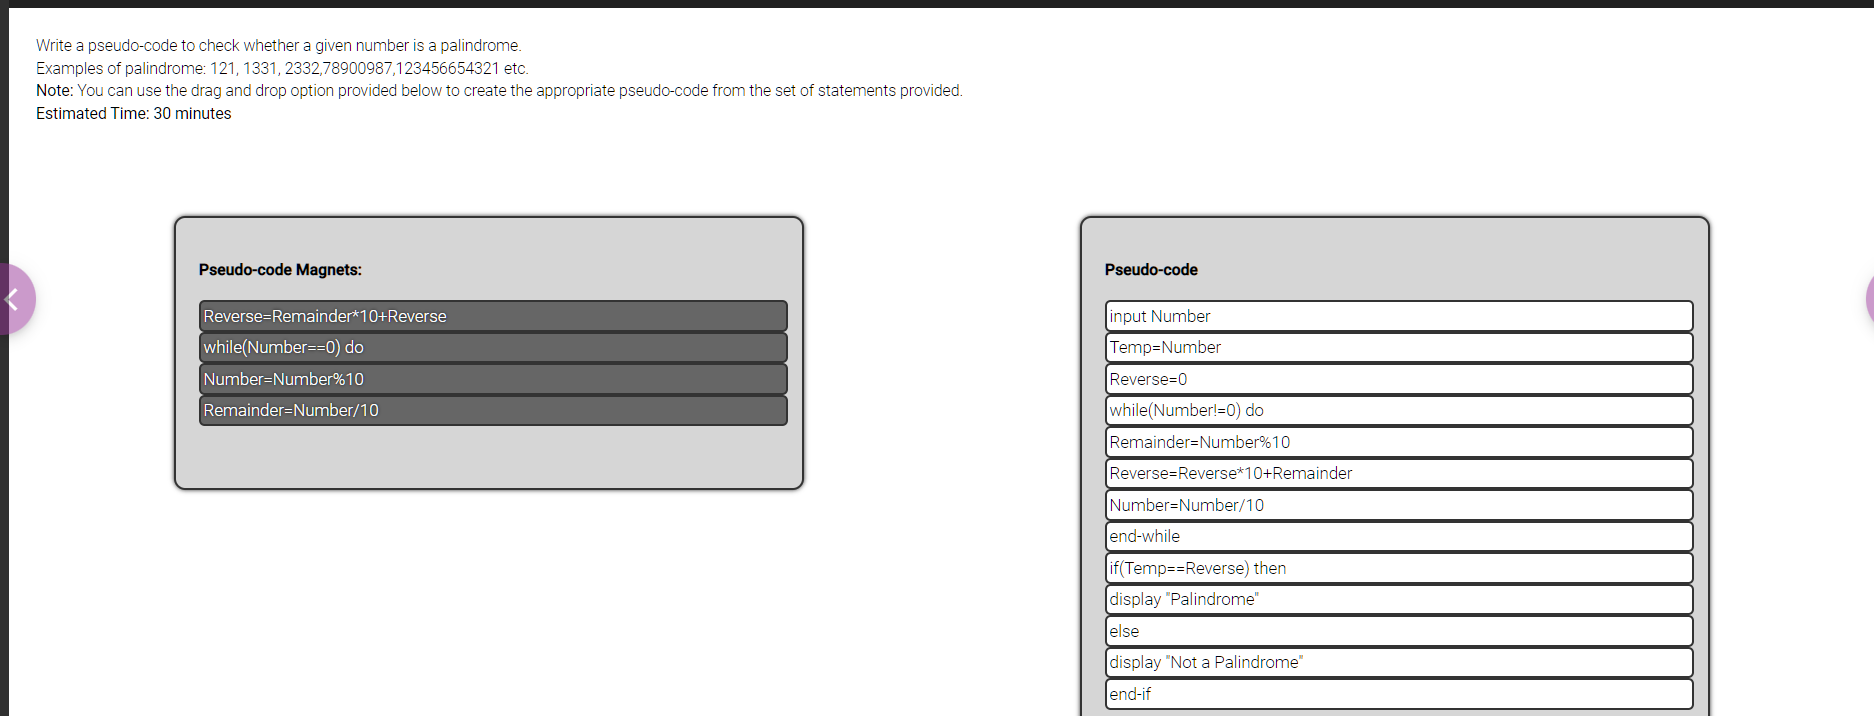 Write a pseudo-code to check whether a given number is a palindrome.
Examples of palindrome: 121, 1331, 2332,78900987,123456654321 etc.
Note: You can use the drag and drop option provided below to create the appropriate pseudo-code from the set of statements provided.
Estimated Time: 30 minutes
Pseudo-code Magnets:
Reverse=Remainder*10+Reverse
while(Number==0) do
Number=Number%10
Remainder=Number/10
Pseudo-code
input Number
Temp=Number
Reverse=0
while(Number!=0) do
Remainder=Number%10
Reverse=Reverse*10+Remainder
Number=Number/10
end-while
if(Temp==Reverse) then
display "Palindrome"
else
display "Not a Palindrome"
end-if